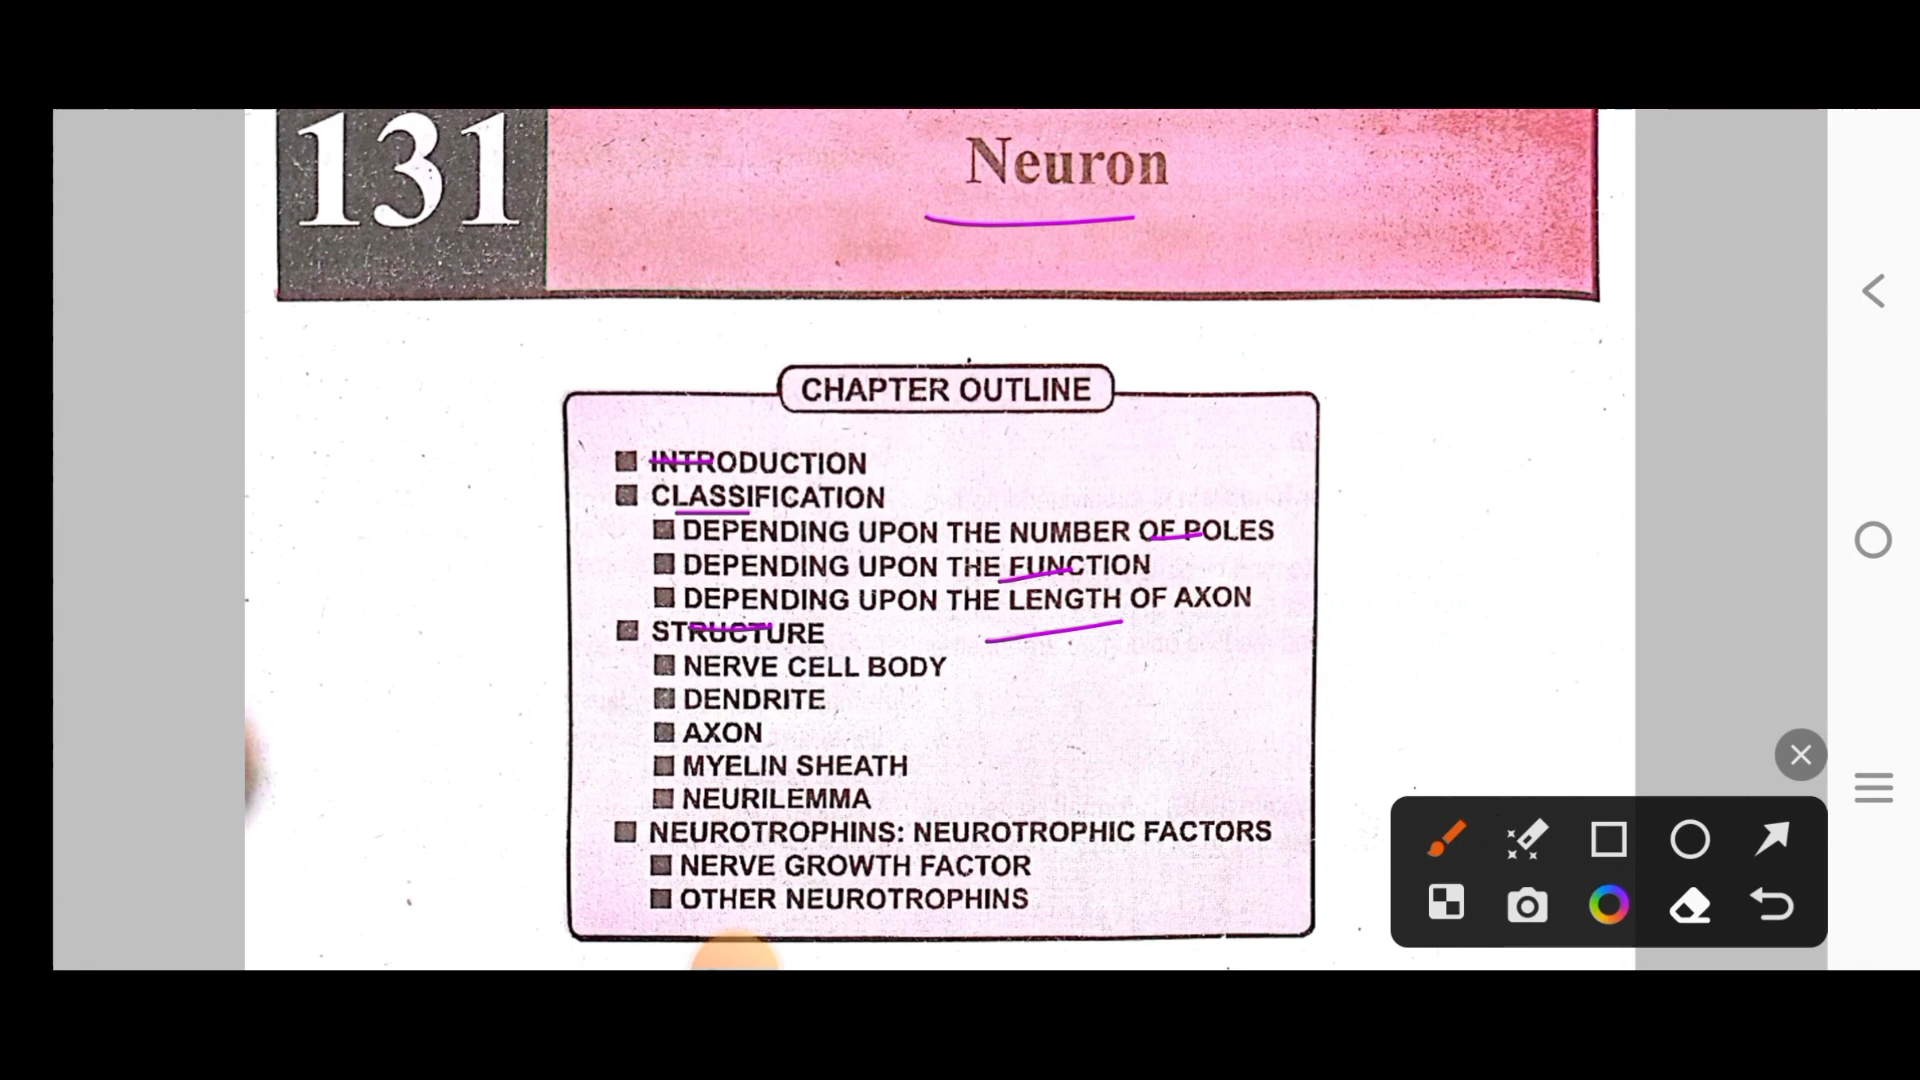 131
Neuron
CHAPTER OUTLINE
INTRODUCTION
CLASSIFICATION
DEPENDING UPON THE NUMBER OF POLES
DEPENDING UPON THE FUNCTION
DEPENDING UPON THE LENGTH OF AXON
STRUCTURE
NERVE CELL BODY
DENDRITE
AXON
MYELIN SHEATH
NEURILEMMA
NEUROTROPHINS: NEUROTROPHIC FACTORS
NERVE GROWTH FACTOR
OTHER NEUROTROPHINS